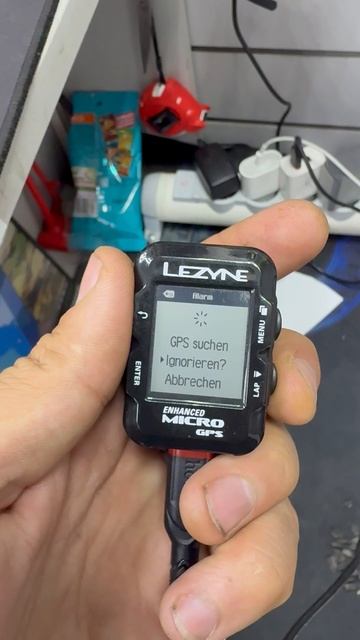 LEZYNE
Alarm
GPS suchen
Ignorieren?
Abbrechen
MENU
ENTER
LAP
ENHANCED
MICRO
GPS